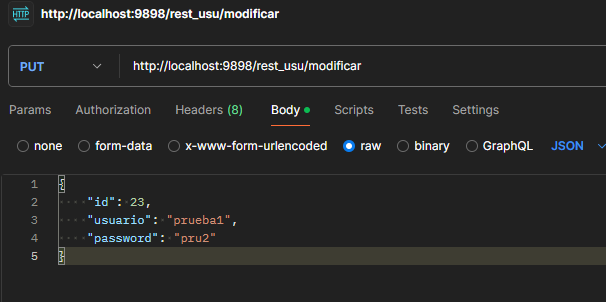 HTTP http://localhost:9898/rest_usu/modificar
PUT http://localhost:9898/rest_usu/modificar
Params Authorization Headers (8) Body Scripts Tests Settings
none form-data x-www-form-urlencoded raw binary GraphQL JSON
1 {
2 "id": 23,
3 "usuario": "prueba1",
4 "password": "pru2"
5 }